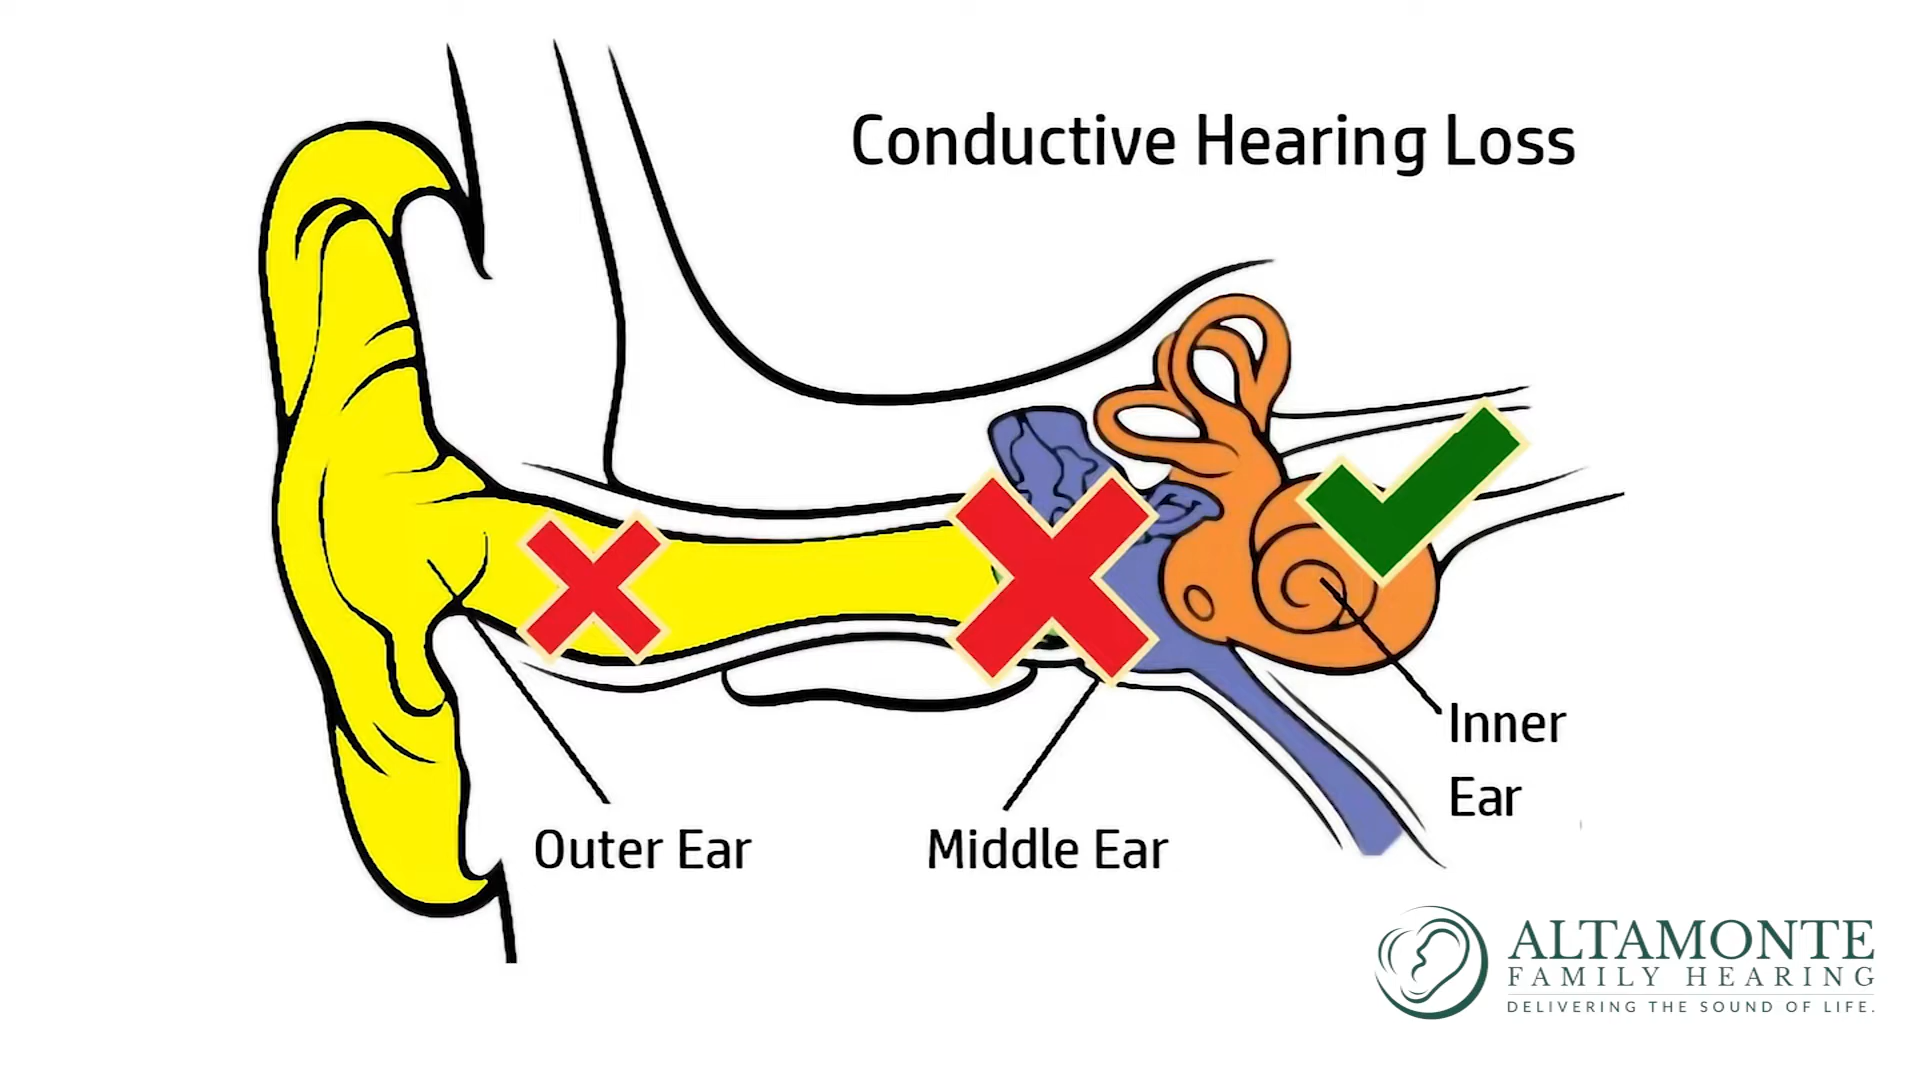 Conductive Hearing Loss
Inner
Ear
Outer Ear
Middle Ear
ALTAMONTE
FAMILY HEARING
DELIVERING THE SOUND OF LIFE.